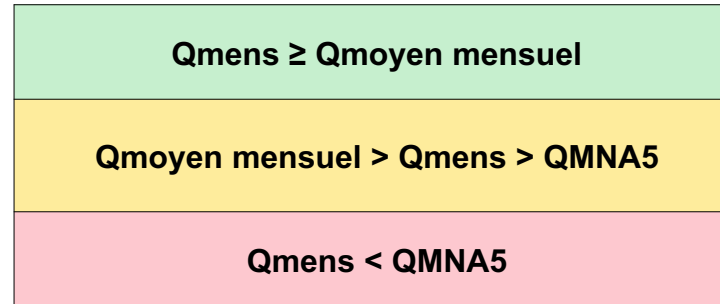 Qmens ≥ Qmoyen mensuel
Qmoyen mensuel > Qmens > QMNA5
Qmens < QMNA5